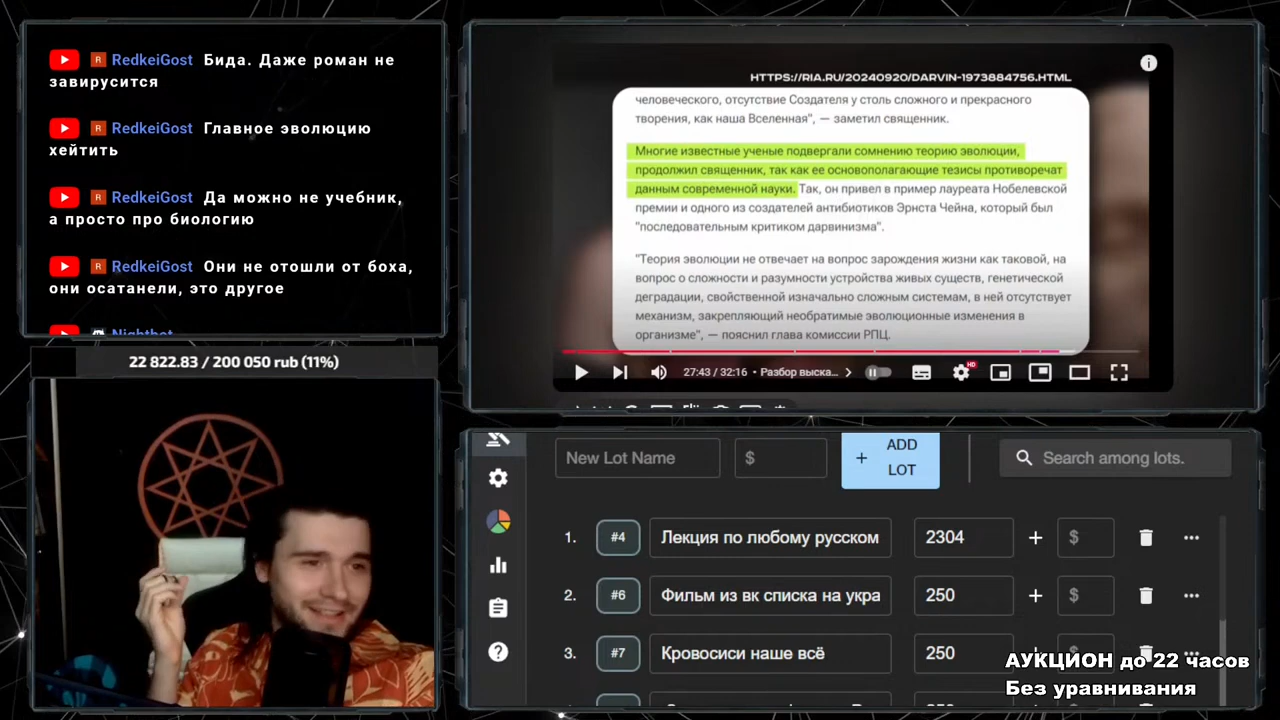 RedkeiGost Бида. Даже роман не
завирусится
RedkeiGost Главное эволюцию
хейтить
RedkeiGost Да можно не учебник,
а просто про биологию
RedkeiGost Они не отошли от боха,
они осатанели, это другое
Nightbot
22 822.83 / 200 050 rub (11%)
HTTPS://RIA.RU/20240920/DARVIN-1973884756.HTML
человеческого, отсутствие Создателя у столь сложного и прекрасного
творения, как наша Вселенная", — заметил священник.
Многие известные ученые подвергали сомнению теорию эволюции,
продолжил священник, так как ее основополагающие тезисы противоречат
данным современной науки. Так, он привел в пример лауреата Нобелевской
премии и одного из создателей антибиотиков Эрнста Чейна, который был
"последовательным критиком дарвинизма".
"Теория эволюции не отвечает на вопрос зарождения жизни как таковой, на
вопрос о сложности и разумности устройства живых существ, генетической
деградации, свойственной изначально сложным системам, в ней отсутствует
механизм, закрепляющий необратимые эволюционные изменения в
организме", — пояснил глава комиссии РПЦ.
27:43 / 32:16 • Разбор выска...
HD
New Lot Name
$
+ ADD
LOT
Search among lots.
1. #4 Лекция по любому русском 2304 + $
2. #6 Фильм из вк списка на укра 250 + $
3. #7 Кровосиси наше всё 250
АУКЦИОН до 22 часов
Без уравнивания